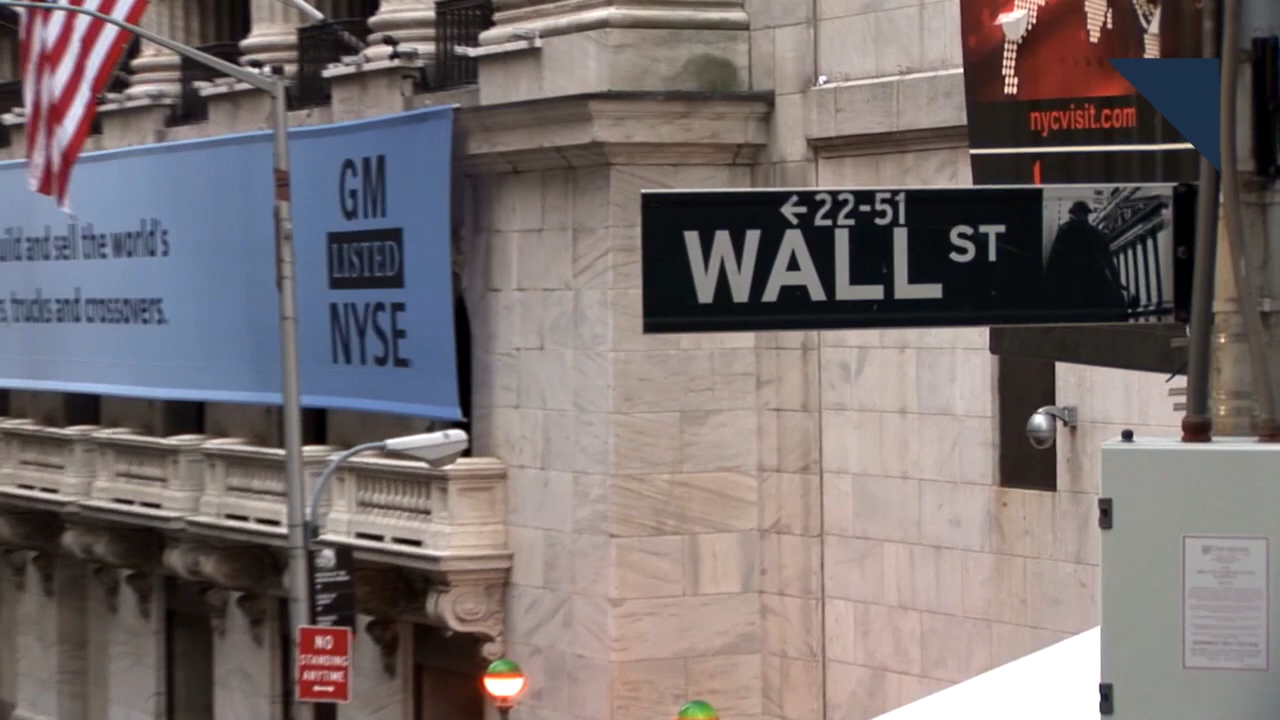 nycvisit.com
←22-51
WALL ST
GM
LISTED
NYSE
and sell the world's
trucks and crossovers.
NO
STANDING
ANYTIME